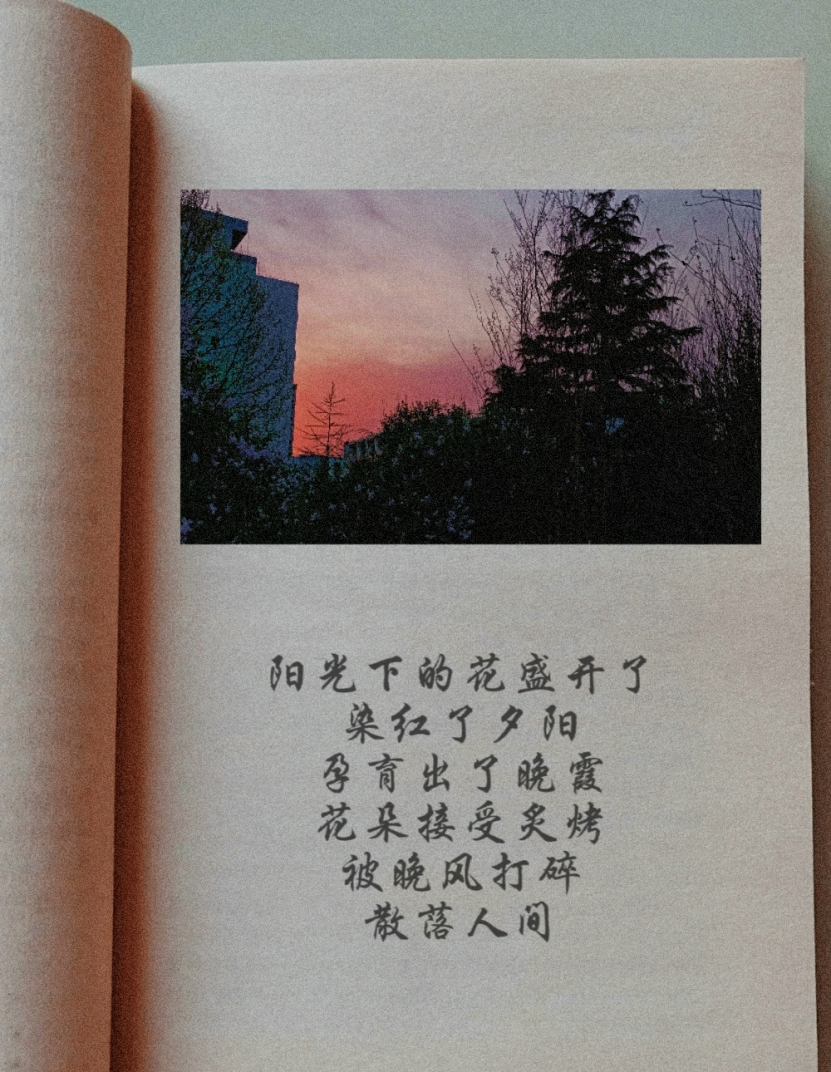 阳光下的花盛开了
染红了夕阳
孕育出了晚霞
花朵接受炙烤
被晚风打碎
散落人间